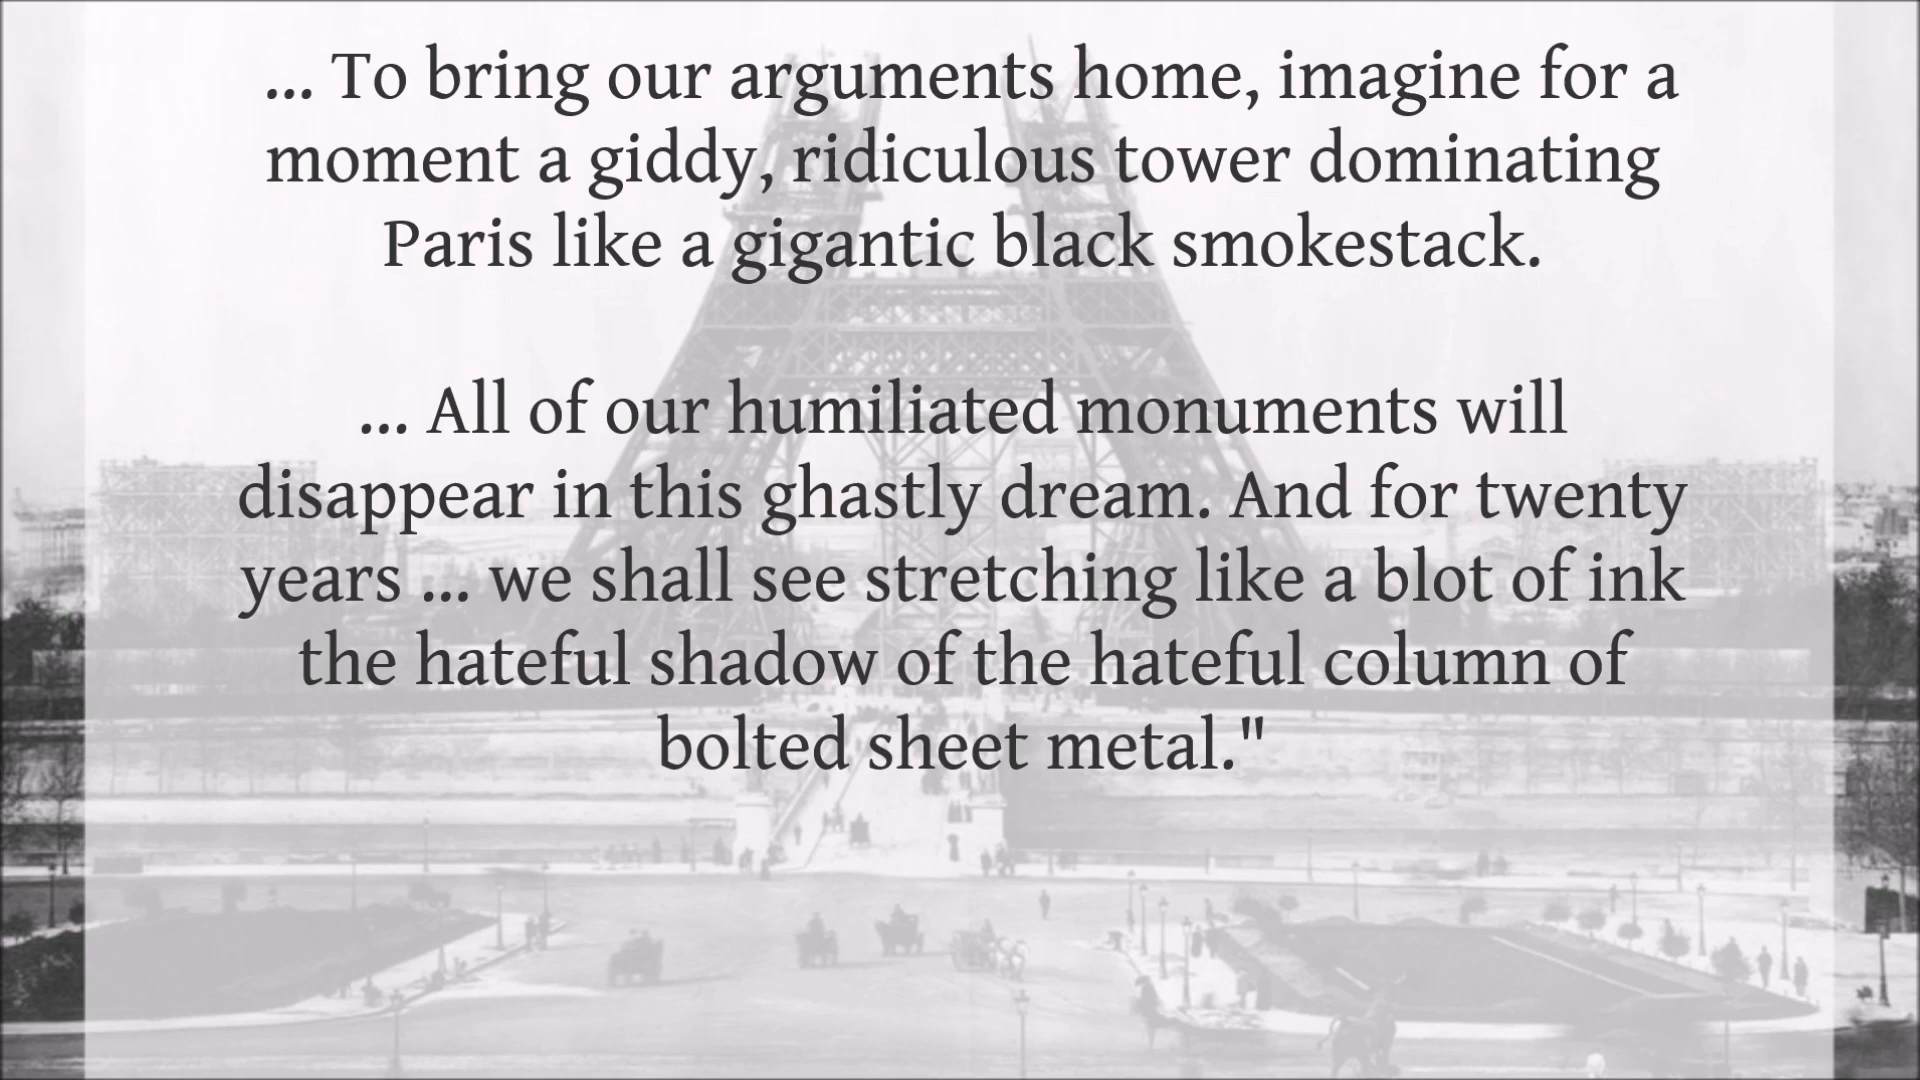 ... To bring our arguments home, imagine for a
moment a giddy, ridiculous tower dominating
Paris like a gigantic black smokestack.
... All of our humiliated monuments will
disappear in this ghastly dream. And for twenty
years ... we shall see stretching like a blot of ink
the hateful shadow of the hateful column of
bolted sheet metal."